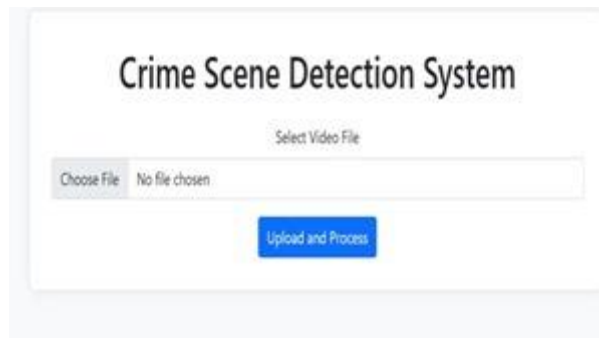 Crime Scene Detection System
Select Video File
Choose File No file chosen
Upload and Process